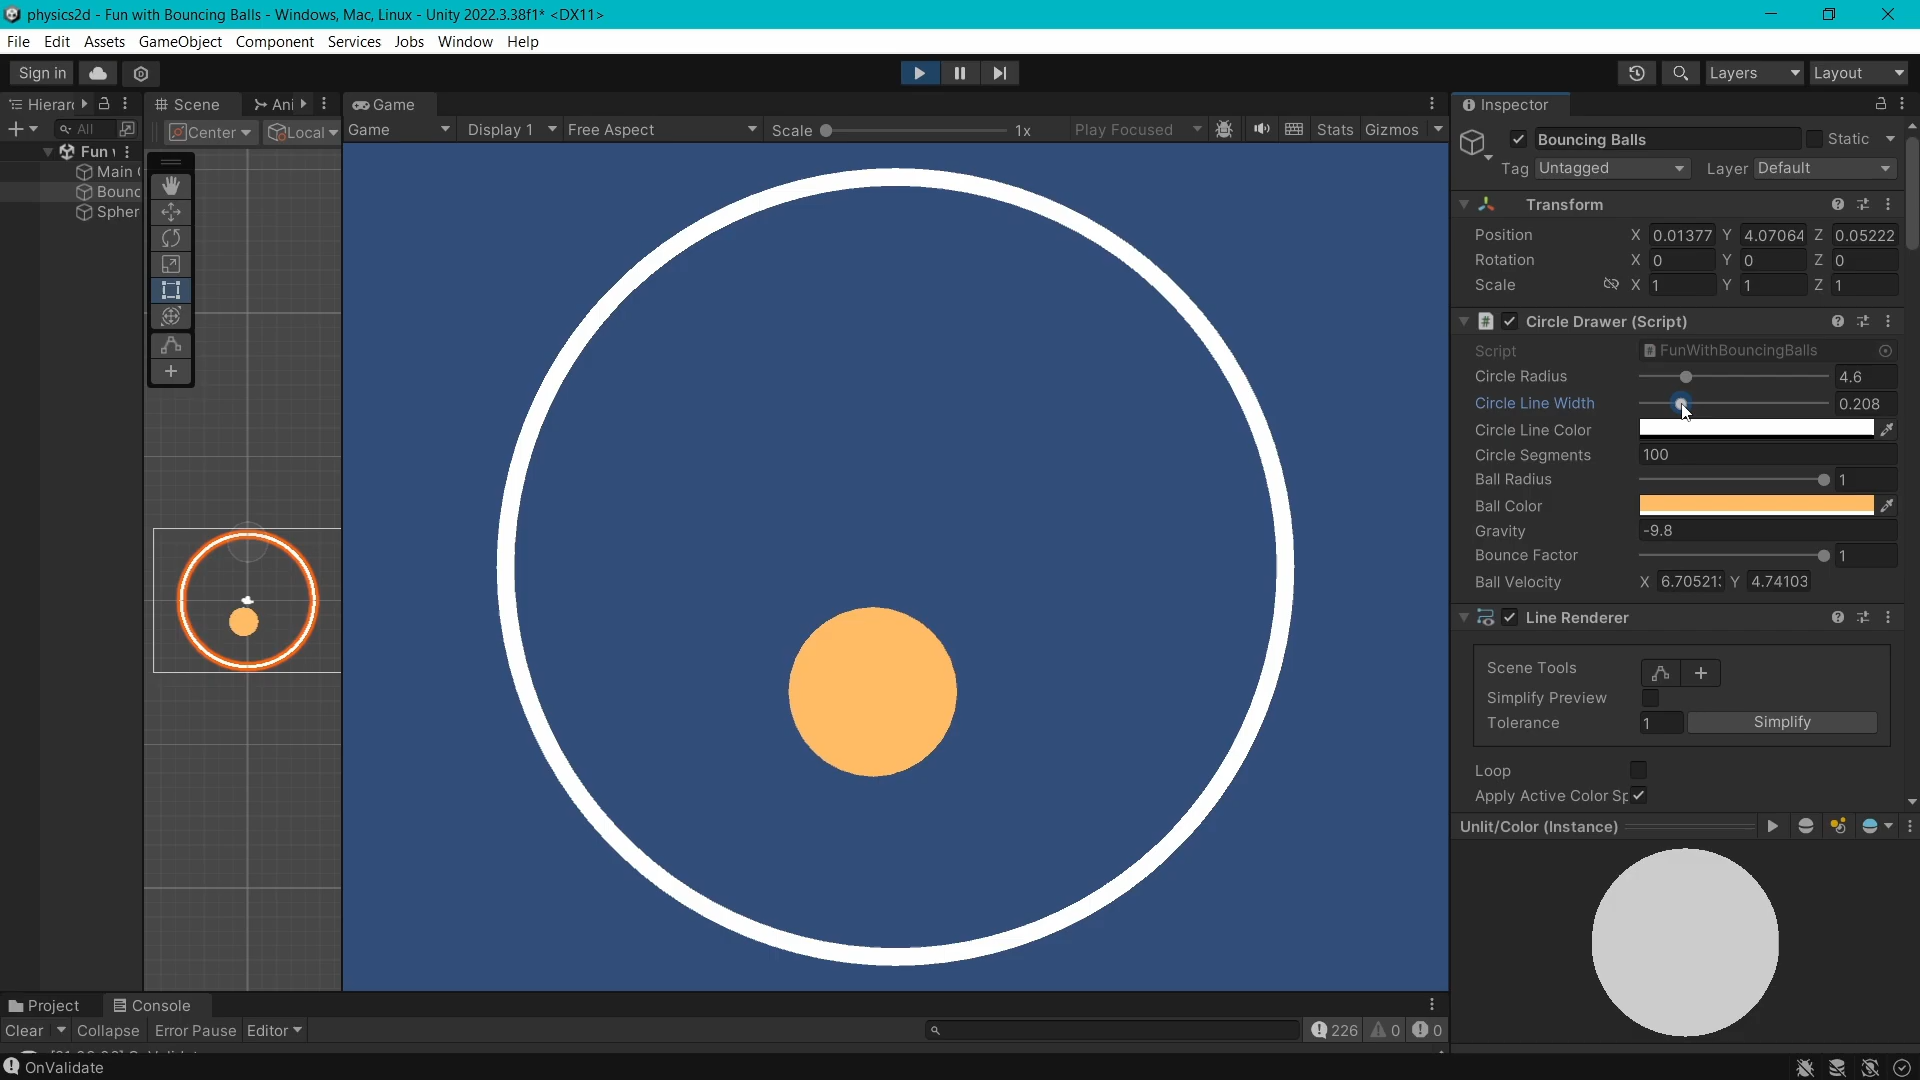 physics2d - Fun with Bouncing Balls - Windows, Mac, Linux - Unity 2022.3.38f1* <DX11>
File Edit Assets GameObject Component Services Jobs Window Help
Sign in
Layers
Layout
Hierarc
All
Fun
Main
Bounc
Spher
Scene
Ani
Center
Local
Game
Game
Display 1
Free Aspect
Scale
1x
Play Focused
Stats
Gizmos
Inspector
Bouncing Balls
Static
Tag Untagged
Layer Default
Transform
Position X 0.01377 Y 4.07064 Z 0.05222
Rotation X 0 Y 0 Z 0
Scale X 1 Y 1 Z 1
Circle Drawer (Script)
Script FunWithBouncingBalls
Circle Radius 4.6
Circle Line Width 0.208
Circle Line Color
Circle Segments 100
Ball Radius 1
Ball Color
Gravity -9.8
Bounce Factor 1
Ball Velocity X 6.70521 Y 4.74103
Line Renderer
Scene Tools
Simplify Preview
Tolerance 1 Simplify
Loop
Apply Active Color Sp
Unlit/Color (Instance)
Project
Console
Clear
Collapse
Error Pause
Editor
226
0
0
OnValidate